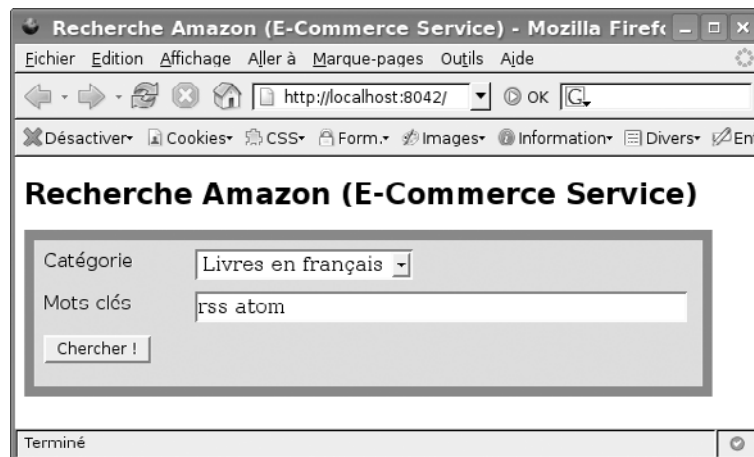 Recherche Amazon (E-Commerce Service) - Mozilla Firef
Fichier Edition Affichage Aller à Marque-pages Outils Aide
http://localhost:8042/ OK G
Désactiver Cookies CSS Form. Images Information Divers En
Recherche Amazon (E-Commerce Service)
Catégorie Livres en français
Mots clés rss atom
Chercher !
Terminé